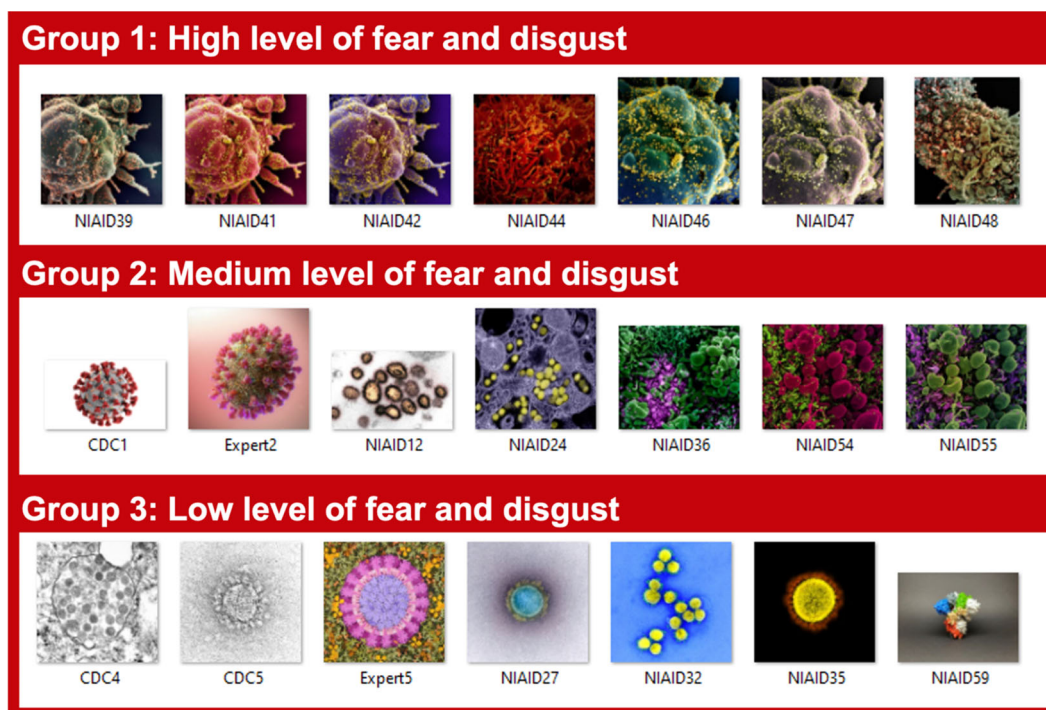 Group 1: High level of fear and disgust
NIAID39 NIAID41 NIAID42 NIAID44 NIAID46 NIAID47 NIAID48
Group 2: Medium level of fear and disgust
CDC1 Expert2 NIAID12 NIAID24 NIAID36 NIAID54 NIAID55
Group 3: Low level of fear and disgust
CDC4 CDC5 Expert5 NIAID27 NIAID32 NIAID35 NIAID59